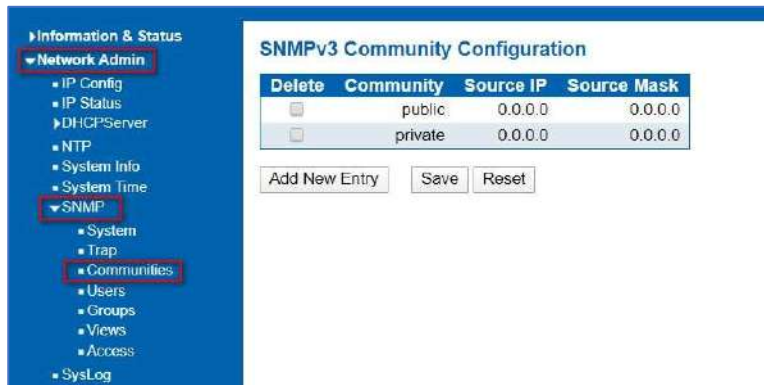 Information & Status
Network Admin
IP Config
IP Status
DHCPServer
NTP
System Info
System Time
SNMP
System
Trap
Communities
Users
Groups
Views
Access
SysLog
SNMPv3 Community Configuration
Delete Community Source IP Source Mask
public 0.0.0.0 0.0.0.0
private 0.0.0.0 0.0.0.0
Add New Entry Save Reset